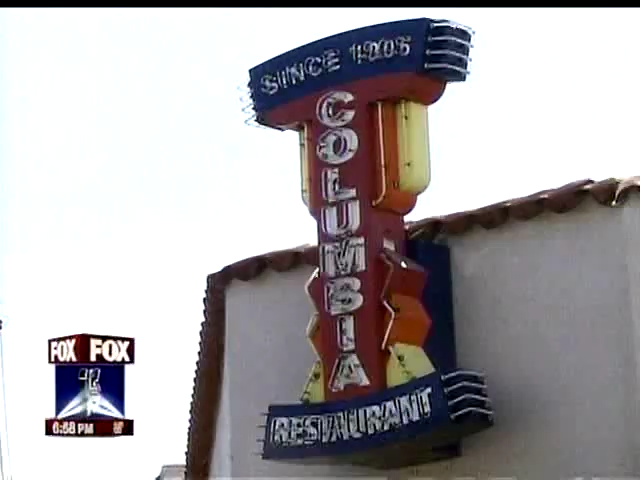 SINCE 1905
COLUMBIA
RESTAURANT
FOX FOX
6:58 PM